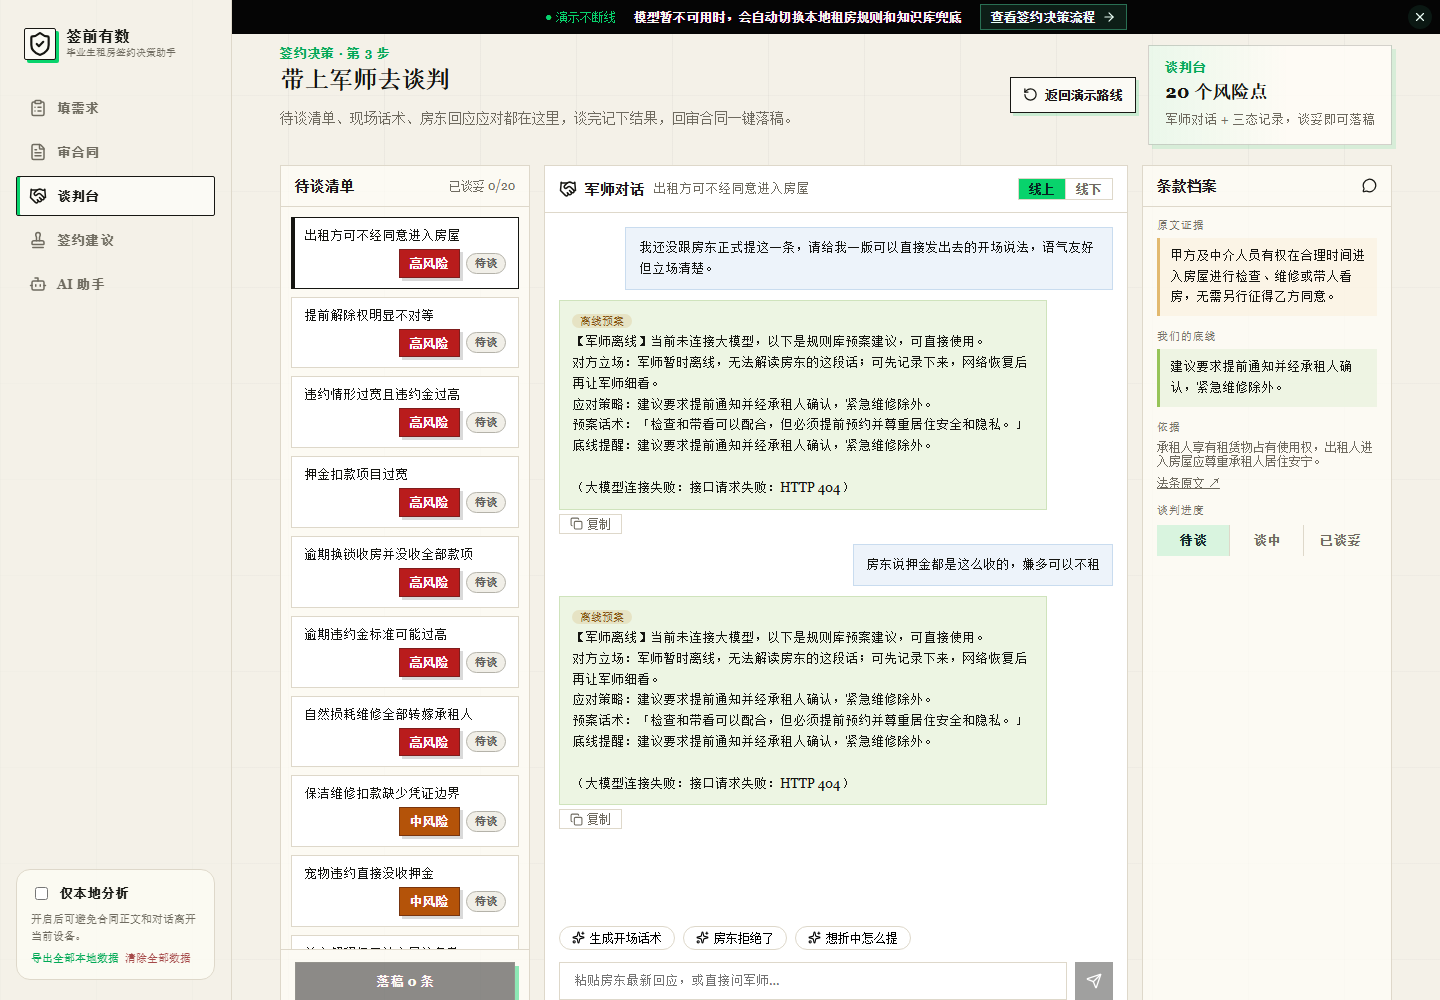 演示不断线 模型暂不可用时，会自动切换本地租房规则和知识库兜底 查看签约决策流程
签前有数
毕业生租房签约决策助手
填需求
审合同
谈判台
签约建议
AI 助手
仅本地分析
开启后可避免合同正文和对话离开
当前设备。
导出全部本地数据 清除全部数据
签约决策 · 第 3 步
带上军师去谈判
待谈清单、现场话术、房东回应应对都在这里，谈完记下结果，回审合同一键落稿。
返回演示路线
谈判台
20 个风险点
军师对话 + 三态记录，谈妥即可落稿
待谈清单 已谈妥 0/20
出租方可不经同意进入房屋
高风险 待谈
提前解除权明显不对等
高风险 待谈
违约情形过宽且违约金过高
高风险 待谈
押金扣款项目过宽
高风险 待谈
逾期换锁收房并没收全部款项
高风险 待谈
逾期违约金标准可能过高
高风险 待谈
自然损耗维修全部转嫁承租人
高风险 待谈
保洁维修扣款缺少凭证边界
中风险 待谈
宠物违约直接没收押金
中风险 待谈
落稿 0 条
军师对话 出租方可不经同意进入房屋 线上 线下
我还没跟房东正式提这一条，请给我一版可以直接发出去的开场说法，语气友好
但立场清楚。
离线预案
【军师离线】当前未连接大模型，以下是规则库预案建议，可直接使用。
对方立场：军师暂时离线，无法解读房东的这段话；可先记录下来，网络恢复后
再让军师细看。
应对策略：建议要求提前通知并经承租人确认，紧急维修除外。
预案话术：「检查和带看可以配合，但必须提前预约并尊重居住安全和隐私。」
底线提醒：建议要求提前通知并经承租人确认，紧急维修除外。
（大模型连接失败：接口请求失败：HTTP 404）
复制
房东说押金都是这么收的，嫌多可以不租
离线预案
【军师离线】当前未连接大模型，以下是规则库预案建议，可直接使用。
对方立场：军师暂时离线，无法解读房东的这段话；可先记录下来，网络恢复后
再让军师细看。
应对策略：建议要求提前通知并经承租人确认，紧急维修除外。
预案话术：「检查和带看可以配合，但必须提前预约并尊重居住安全和隐私。」
底线提醒：建议要求提前通知并经承租人确认，紧急维修除外。
（大模型连接失败：接口请求失败：HTTP 404）
复制
生成开场话术 房东拒绝了 想折中怎么提
粘贴房东最新回应，或直接问军师...
条款档案
原文证据
甲方及中介人员有权在合理时间进
入房屋进行检查、维修或带人看
房，无需另行征得乙方同意。
我们的底线
建议要求提前通知并经承租人确
认，紧急维修除外。
依据
承租人享有租赁物占有使用权，出租人进
入房屋应尊重承租人居住安宁。
法条原文 ↗
谈判进度
待谈 谈中 已谈妥